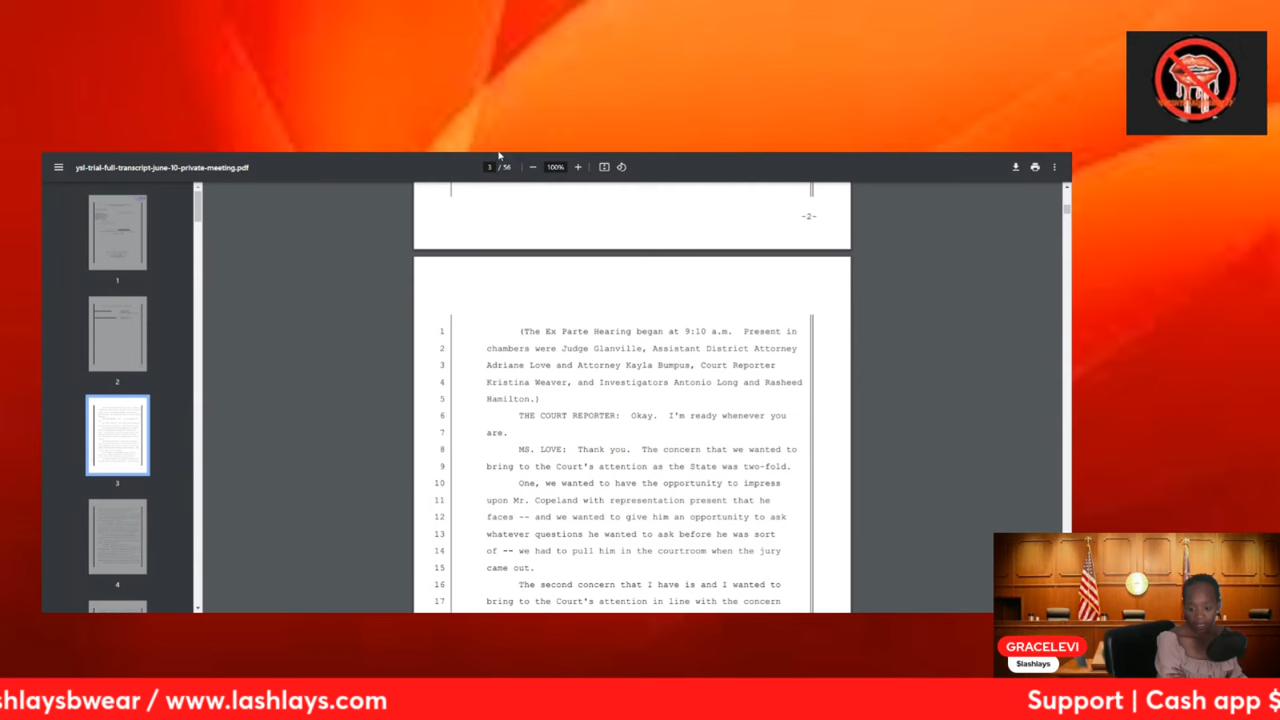 ysl-trial-full-transcript-june-10-private-meeting.pdf
3 / 56
100%
1
2
3
4
-2-
1 (The Ex Parte Hearing began at 9:10 a.m. Present in
2 chambers were Judge Glanville, Assistant District Attorney
3 Adriane Love and Attorney Kayla Bumpus, Court Reporter
4 Kristina Weaver, and Investigators Antonio Long and Rasheed
5 Hamilton.)
6 THE COURT REPORTER: Okay. I'm ready whenever you
7 are.
8 MS. LOVE: Thank you. The concern that we wanted to
9 bring to the Court's attention as the State was two-fold.
10 One, we wanted to have the opportunity to impress
11 upon Mr. Copeland with representation present that he
12 faces -- and we wanted to give him an opportunity to ask
13 whatever questions he wanted to ask before he was sort
14 of -- we had to pull him in the courtroom when the jury
15 came out.
16 The second concern that I have is and I wanted to
17 bring to the Court's attention in line with the concern
GRACELEVI
$lashlays
shlaysbwear / www.lashlays.com
Support | Cash app $